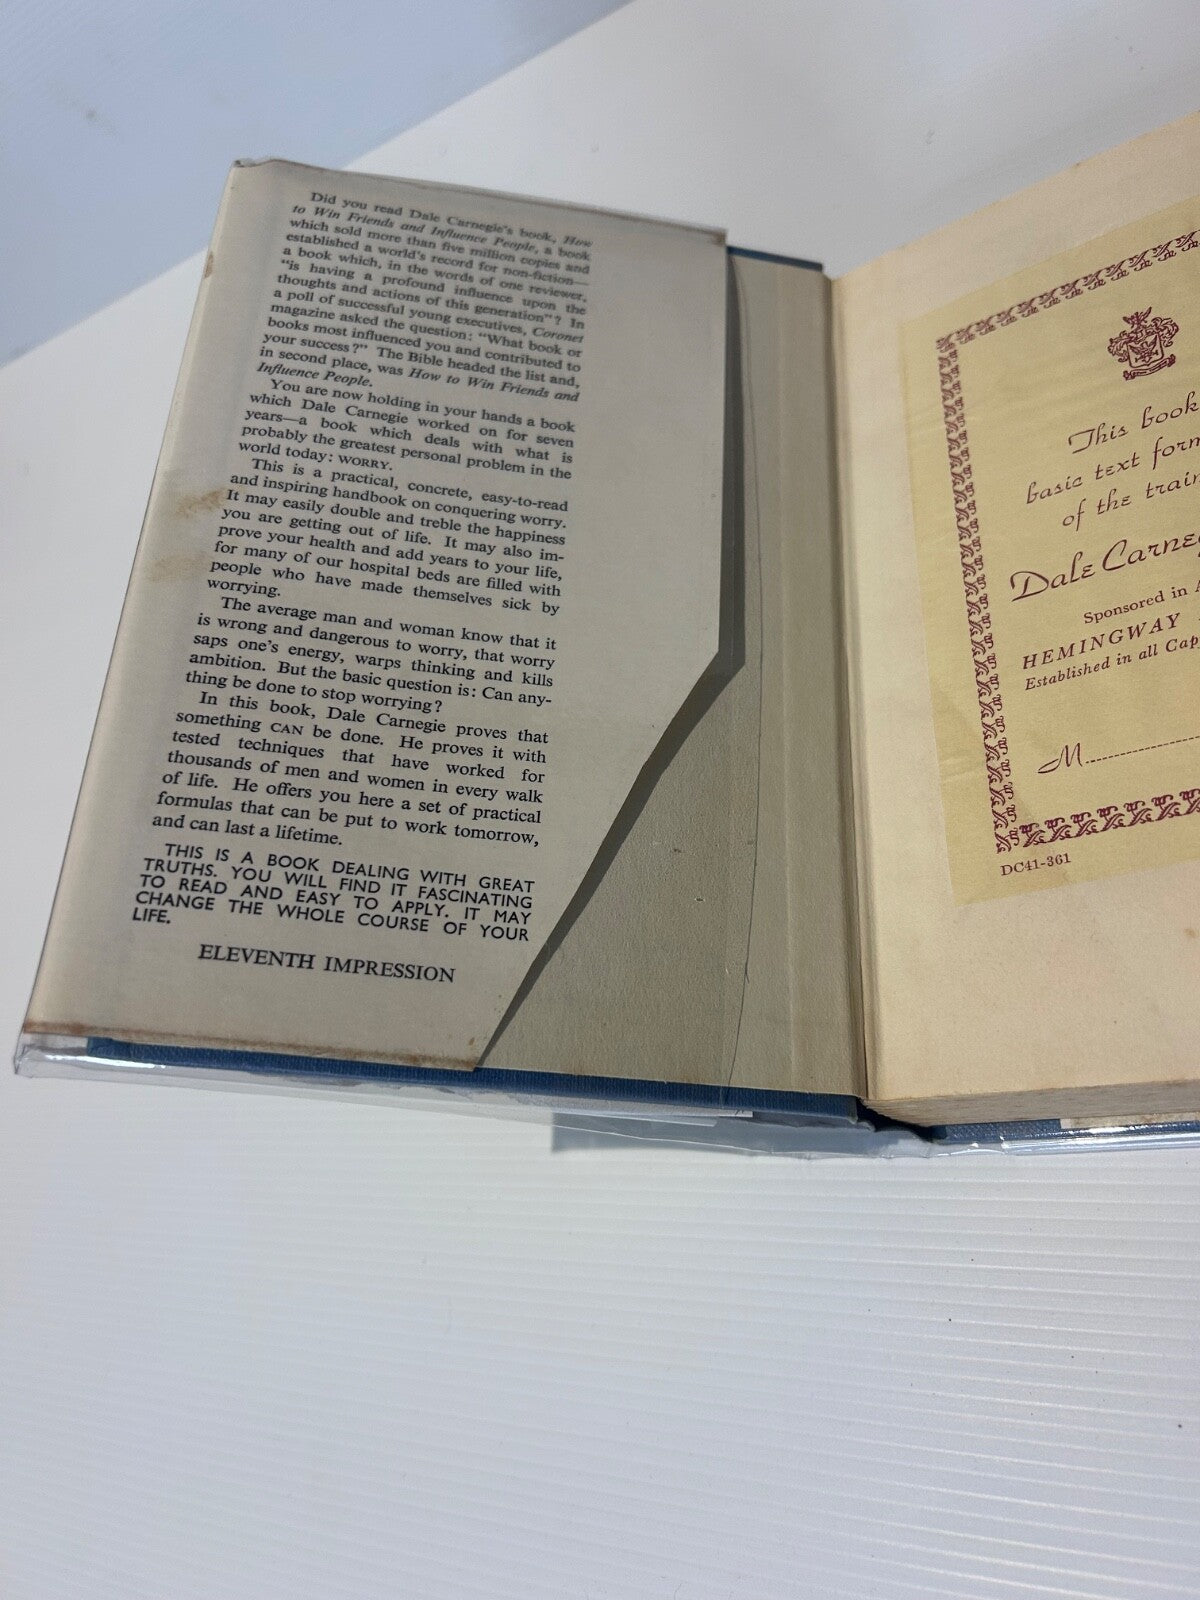 Did you read Dale Carnegie's book, How
to Win Friends and Influence People, a book
which sold more than five million copies and
established a world's record for non-fiction—
a book which, in the words of one reviewer,
"is having a profound influence upon the
thoughts and actions of this generation"? In
a poll of successful young executives, Coronet
magazine asked the question: "What book or
books most influenced you and contributed to
your success?" The Bible headed the list and,
in second place, was How to Win Friends and
Influence People.
You are now holding in your hands a book
which Dale Carnegie worked on for seven
years—a book which deals with what is
probably the greatest personal problem in the
world today: WORRY.
This is a practical, concrete, easy-to-read
and inspiring handbook on conquering worry.
It may easily double and treble the happiness
you are getting out of life. It may also im-
prove your health and add years to your life,
for many of our hospital beds are filled with
people who have made themselves sick by
worrying.
The average man and woman know that it
is wrong and dangerous to worry, that worry
saps one's energy, warps thinking and kills
ambition. But the basic question is: Can any-
thing be done to stop worrying?
In this book, Dale Carnegie proves that
something CAN be done. He proves it with
tested techniques that have worked for
thousands of men and women in every walk
of life. He offers you here a set of practical
formulas that can be put to work tomorrow,
and can last a lifetime.
THIS IS A BOOK DEALING WITH GREAT
TRUTHS. YOU WILL FIND IT FASCINATING
TO READ AND EASY TO APPLY. IT MAY
CHANGE THE WHOLE COURSE OF YOUR
LIFE.
ELEVENTH IMPRESSION
This book
basic text form
of the train
Dale Carne
Sponsored in A
HEMINGWAY
Established in all Cap
M
DC41-361